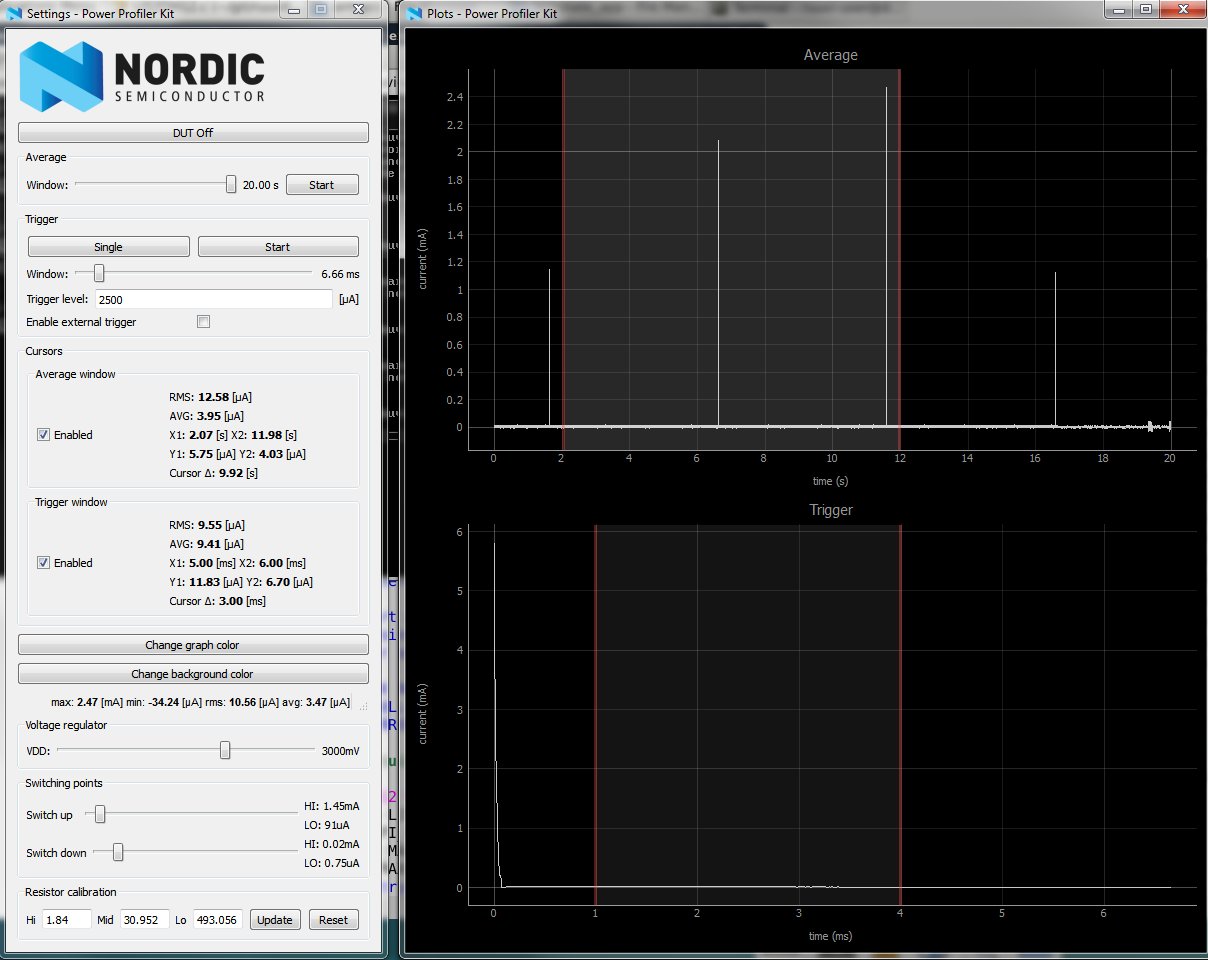 Settings - Power Profiler Kit
NORDIC
SEMICONDUCTOR
DUT Off
Average
Window: 20.00 s Start
Trigger
Single Start
Window: 6.66 ms
Trigger level: 2500 [µA]
Enable external trigger
Cursors
Average window
RMS: 12.58 [µA]
AVG: 3.95 [µA]
Enabled X1: 2.07 [s] X2: 11.98 [s]
Y1: 5.75 [µA] Y2: 4.03 [µA]
Cursor Δ: 9.92 [s]
Trigger window
RMS: 9.55 [µA]
AVG: 9.41 [µA]
Enabled X1: 5.00 [ms] X2: 6.00 [ms]
Y1: 11.83 [µA] Y2: 6.70 [µA]
Cursor Δ: 3.00 [ms]
Change graph color
Change background color
max: 2.47 [mA] min: -34.24 [µA] rms: 10.56 [µA] avg: 3.47 [µA]
Voltage regulator
VDD: 3000mV
Switching points
Switch up HI: 1.45mA
LO: 91uA
Switch down HI: 0.02mA
LO: 0.75uA
Resistor calibration
Hi 1.84 Mid 30.952 Lo 493.056 Update Reset
Plots - Power Profiler Kit
Average
current (mA)
2.4
2.2
2
1.8
1.6
1.4
1.2
1
0.8
0.6
0.4
0.2
0
0 2 4 6 8 10 12 14 16 18 20
time (s)
Trigger
current (mA)
6
5
4
3
2
1
0
0 1 2 3 4 5 6
time (ms)